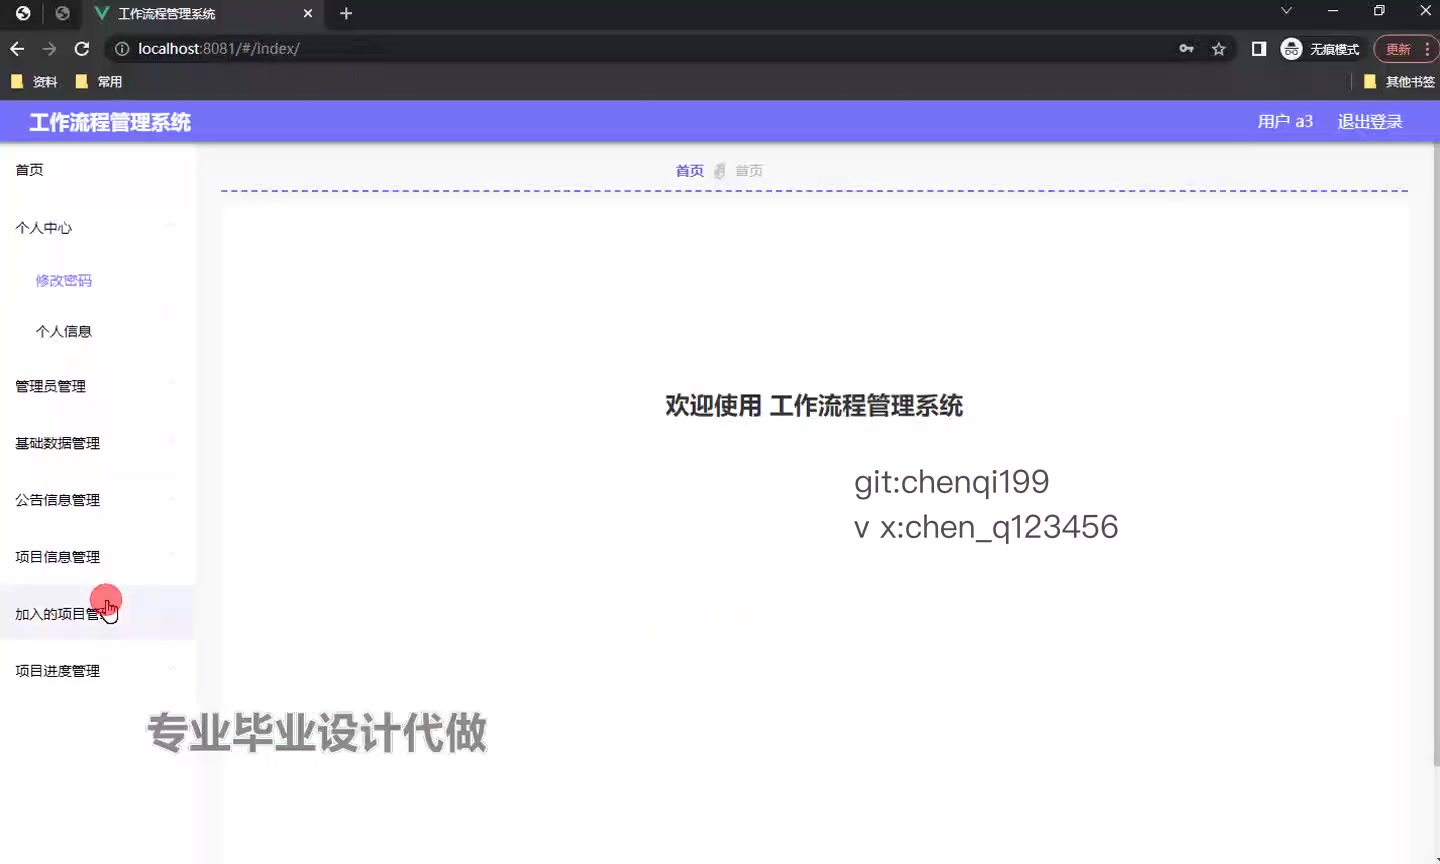 工作流程管理系统
localhost:8081/#/Index/
无痕模式
更新
资料
常用
其他书签
工作流程管理系统
用户 a3
退出登录
首页
首页
首页
个人中心
修改密码
个人信息
管理员管理
基础数据管理
公告信息管理
项目信息管理
加入的项目管
项目进度管理
欢迎使用 工作流程管理系统
git:chenqi199
v x:chen_q123456
专业毕业设计代做